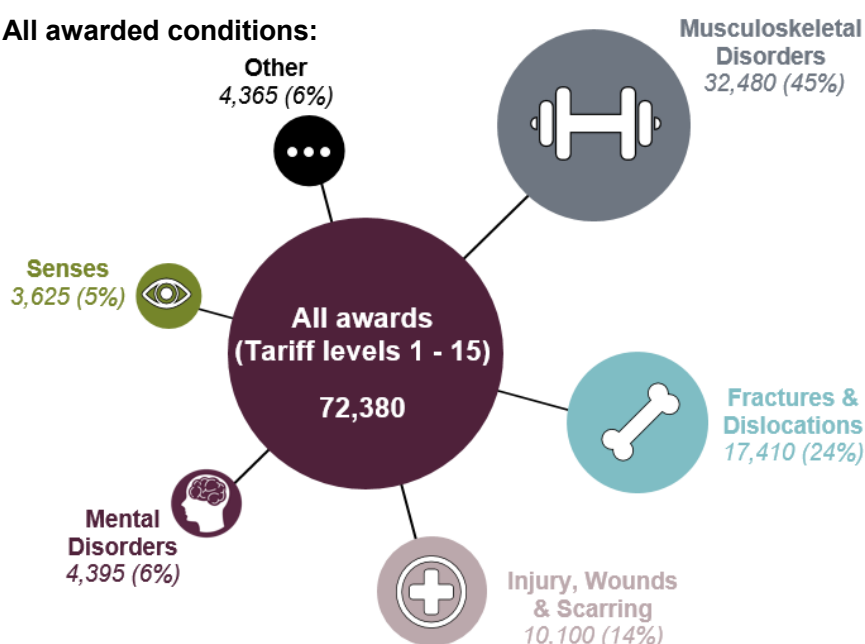 All awarded conditions:
Other
4,365 (6%)
Musculoskeletal
Disorders
32,480 (45%)
Senses
3,625 (5%)
All awards
(Tariff levels 1 - 15)
72,380
Fractures &
Dislocations
17,410 (24%)
Mental
Disorders
4,395 (6%)
Injury, Wounds
& Scarring
10,100 (14%)